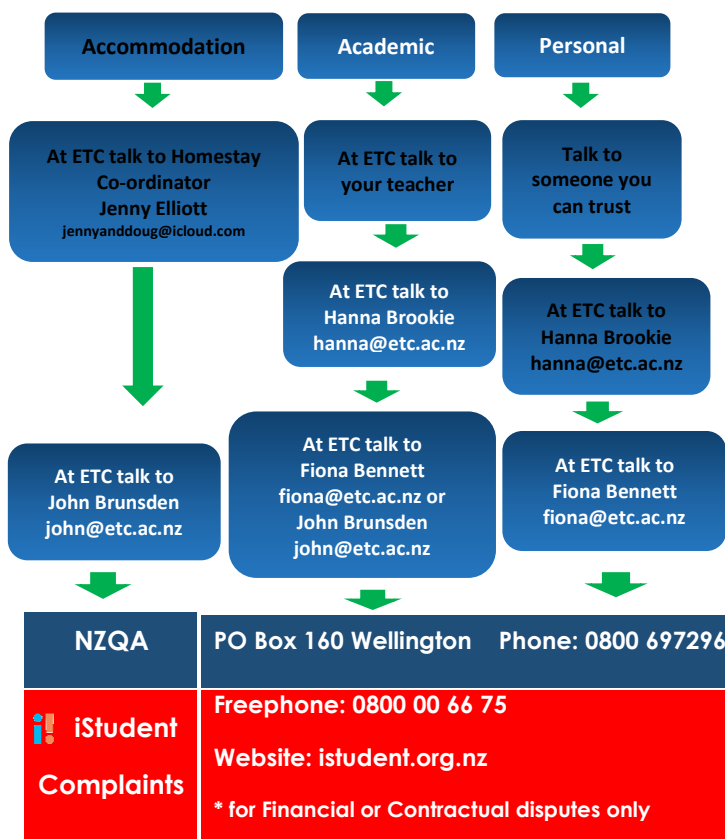 Accommodation
Academic
Personal
At ETC talk to Homestay
Co-ordinator
Jenny Elliott
jennyanddoug@icloud.com
At ETC talk to
your teacher
Talk to
someone you
can trust
At ETC talk to
Hanna Brookie
hanna@etc.ac.nz
At ETC talk to
Hanna Brookie
hanna@etc.ac.nz
At ETC talk to
John Brunsden
john@etc.ac.nz
At ETC talk to
Fiona Bennett
fiona@etc.ac.nz or
John Brunsden
john@etc.ac.nz
At ETC talk to
Fiona Bennett
fiona@etc.ac.nz
NZQA
PO Box 160 Wellington Phone: 0800 697296
iStudent
Complaints
Freephone: 0800 00 66 75
Website: istudent.org.nz
* for Financial or Contractual disputes only